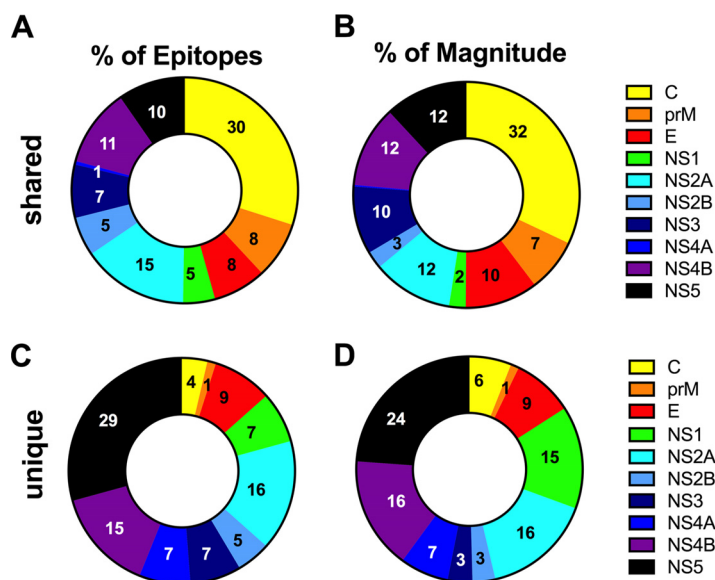 A
% of Epitopes
B
% of Magnitude
shared
30
8
8
5
15
5
7
1
11
10
32
7
10
2
12
3
10
12
12
C
prM
E
NS1
NS2A
NS2B
NS3
NS4A
NS4B
NS5
C
D
unique
4
1
9
7
16
5
7
7
15
29
6
1
9
15
16
3
3
7
16
24
C
prM
E
NS1
NS2A
NS2B
NS3
NS4A
NS4B
NS5